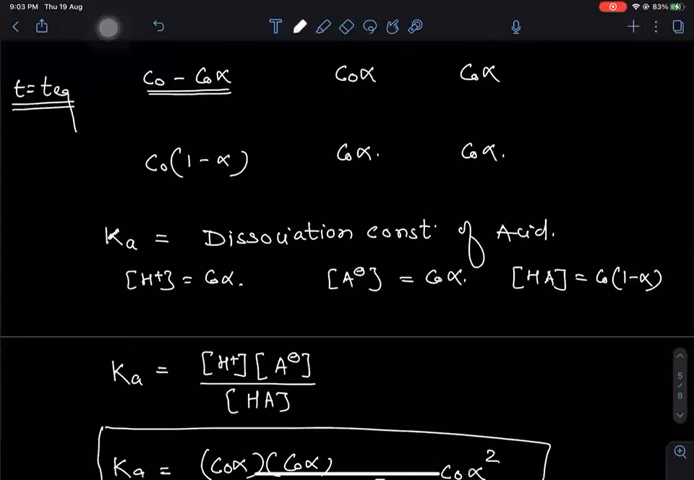 9:03 PM Thu 19 Aug 83%
t = teq C₀ - C₀α C₀α C₀α
C₀(1-α) C₀α. C₀α.
Ka = Dissociation const. of Acid.
[H⁺] = C₀α. [A⊖] = C₀α. [HA] = C₀(1-α)
Ka = [H⁺][A⊖] / [HA]
5 / 8
Ka = (C₀α)(C₀α) C₀α²